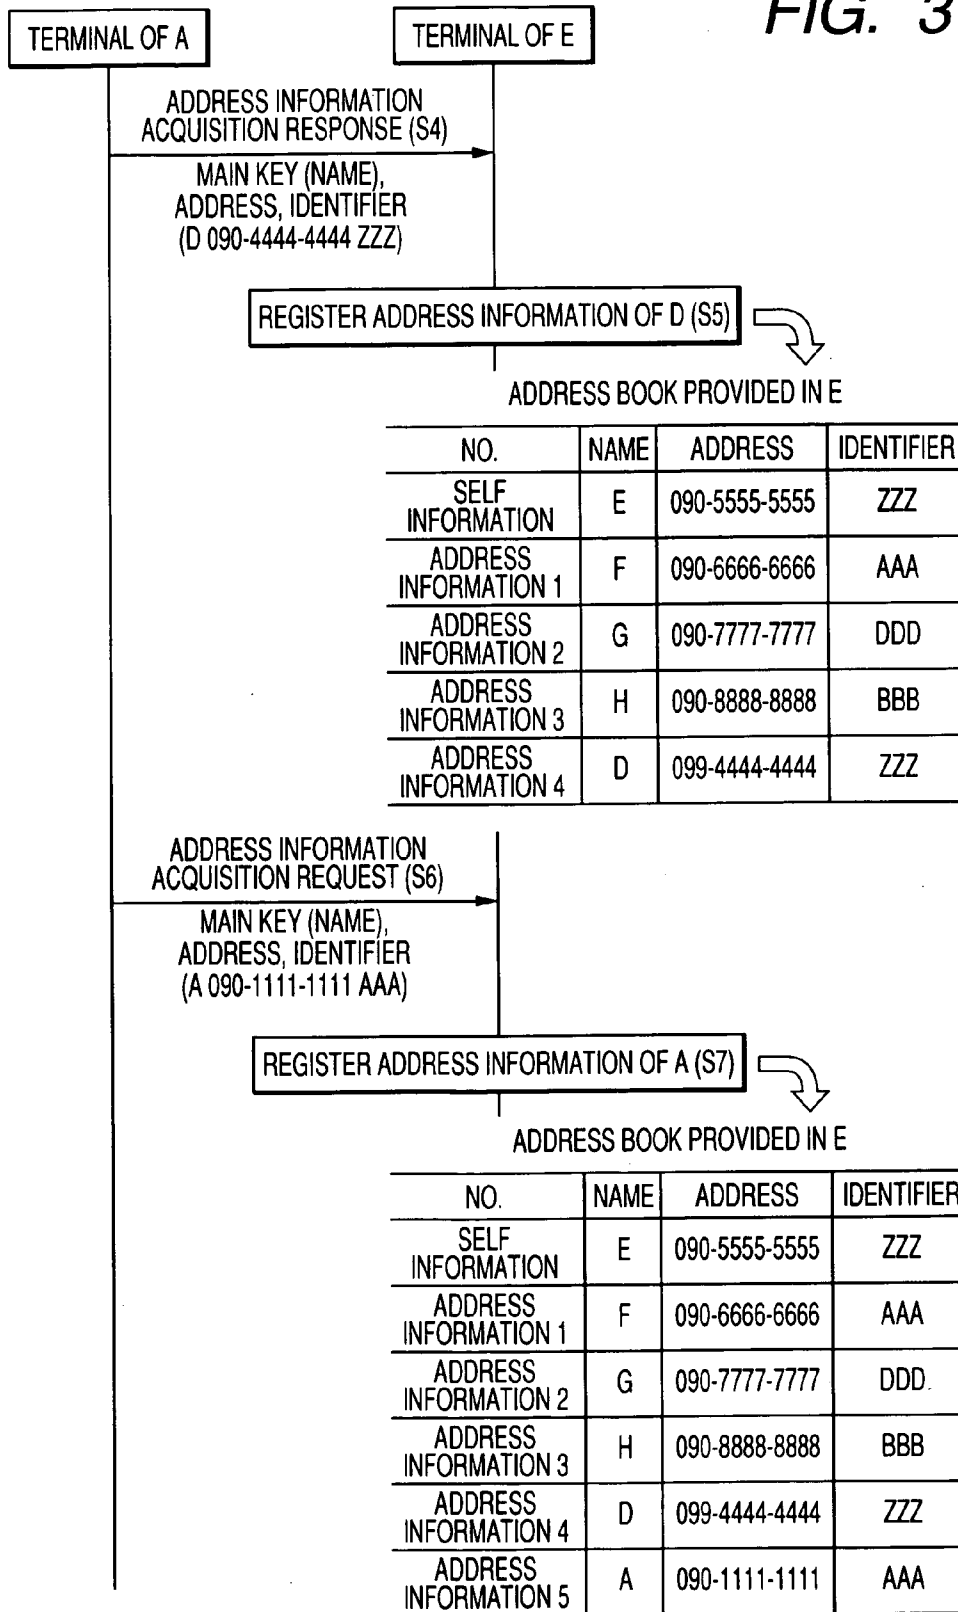 FIG. 3
TERMINAL OF A
TERMINAL OF E
ADDRESS INFORMATION
ACQUISITION RESPONSE (S4)
MAIN KEY (NAME),
ADDRESS, IDENTIFIER
(D 090-4444-4444 ZZZ)
REGISTER ADDRESS INFORMATION OF D (S5)
ADDRESS BOOK PROVIDED IN E
NO. NAME ADDRESS IDENTIFIER
SELF
INFORMATION E 090-5555-5555 ZZZ
ADDRESS
INFORMATION 1 F 090-6666-6666 AAA
ADDRESS
INFORMATION 2 G 090-7777-7777 DDD
ADDRESS
INFORMATION 3 H 090-8888-8888 BBB
ADDRESS
INFORMATION 4 D 099-4444-4444 ZZZ
ADDRESS INFORMATION
ACQUISITION REQUEST (S6)
MAIN KEY (NAME),
ADDRESS, IDENTIFIER
(A 090-1111-1111 AAA)
REGISTER ADDRESS INFORMATION OF A (S7)
ADDRESS BOOK PROVIDED IN E
NO. NAME ADDRESS IDENTIFIER
SELF
INFORMATION E 090-5555-5555 ZZZ
ADDRESS
INFORMATION 1 F 090-6666-6666 AAA
ADDRESS
INFORMATION 2 G 090-7777-7777 DDD
ADDRESS
INFORMATION 3 H 090-8888-8888 BBB
ADDRESS
INFORMATION 4 D 099-4444-4444 ZZZ
ADDRESS
INFORMATION 5 A 090-1111-1111 AAA